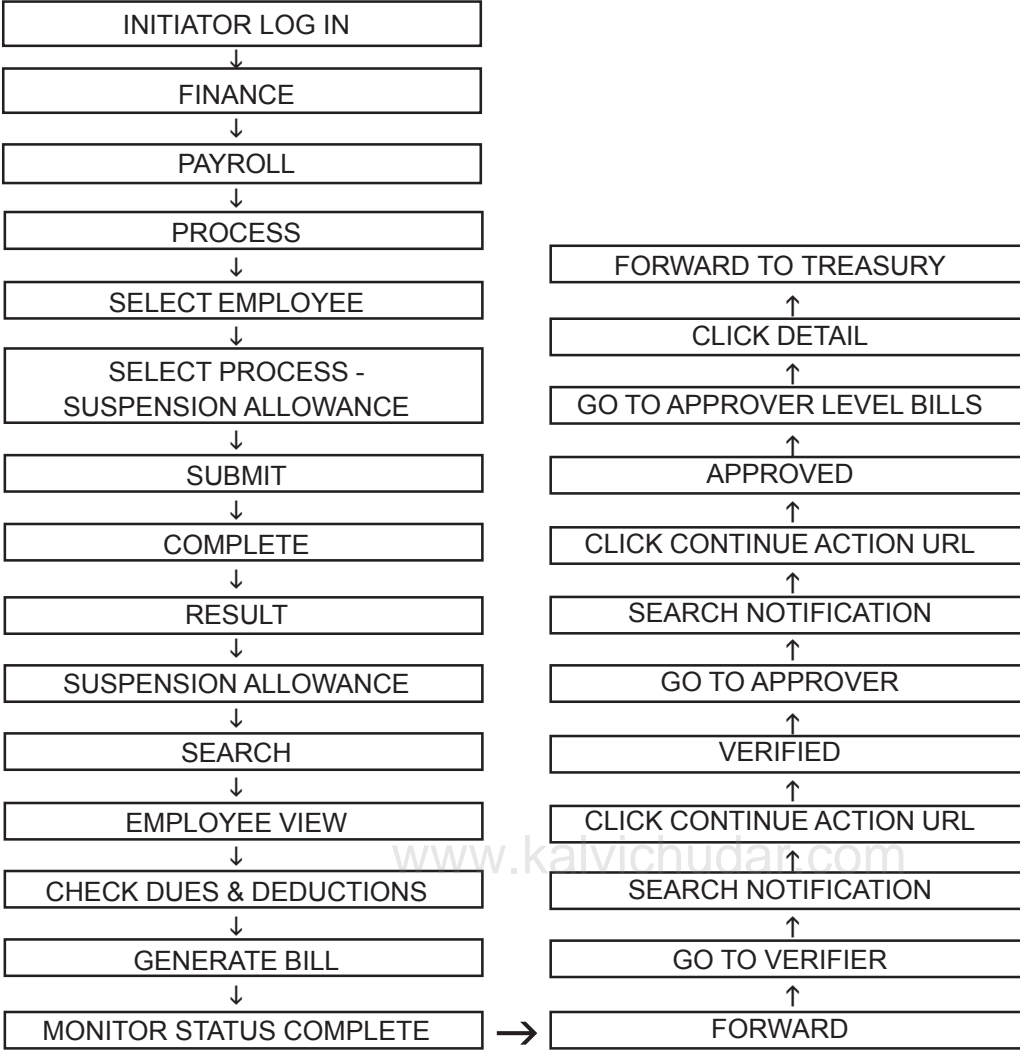 INITIATOR LOG IN
FINANCE
PAYROLL
PROCESS
SELECT EMPLOYEE
SELECT PROCESS -
SUSPENSION ALLOWANCE
SUBMIT
COMPLETE
RESULT
SUSPENSION ALLOWANCE
SEARCH
EMPLOYEE VIEW
CHECK DUES & DEDUCTIONS
GENERATE BILL
MONITOR STATUS COMPLETE
FORWARD
GO TO VERIFIER
SEARCH NOTIFICATION
CLICK CONTINUE ACTION URL
VERIFIED
GO TO APPROVER
SEARCH NOTIFICATION
CLICK CONTINUE ACTION URL
APPROVED
GO TO APPROVER LEVEL BILLS
CLICK DETAIL
FORWARD TO TREASURY
www.kalvichudar.com